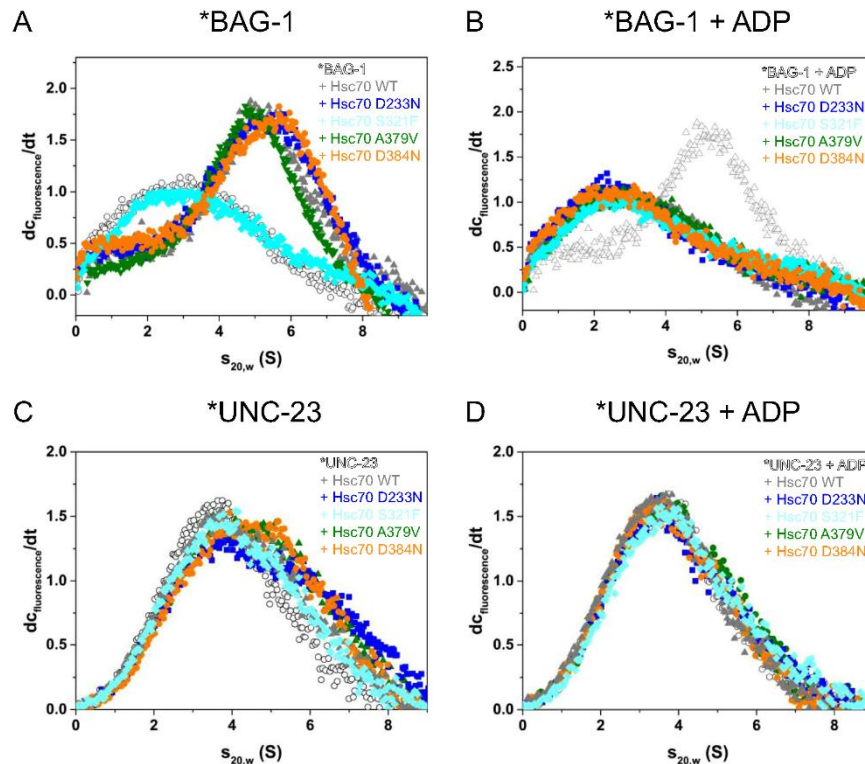 A *BAG-1
dc_fluorescence/dt
2.0
1.5
1.0
0.5
0.0
0 2 4 6 8
s_20,w (S)
*BAG-1
+ Hsc70 WT
+ Hsc70 D233N
+ Hsc70 S321F
+ Hsc70 A379V
+ Hsc70 D384N
B *BAG-1 + ADP
dc_fluorescence/dt
2.5
2.0
1.5
1.0
0.5
0.0
0 2 4 6 8
s_20,w (S)
*BAG-1 + ADP
+ Hsc70 WT
+ Hsc70 D233N
+ Hsc70 S321F
+ Hsc70 A379V
+ Hsc70 D384N
C *UNC-23
dc_fluorescence/dt
2.0
1.5
1.0
0.5
0.0
0 2 4 6 8
s_20,w (S)
*UNC-23
+ Hsc70 WT
+ Hsc70 D233N
+ Hsc70 S321F
+ Hsc70 A379V
+ Hsc70 D384N
D *UNC-23 + ADP
dc_fluorescence/dt
2.0
1.5
1.0
0.5
0.0
0 2 4 6 8
s_20,w (S)
*UNC-23 + ADP
+ Hsc70 WT
+ Hsc70 D233N
+ Hsc70 S321F
+ Hsc70 A379V
+ Hsc70 D384N